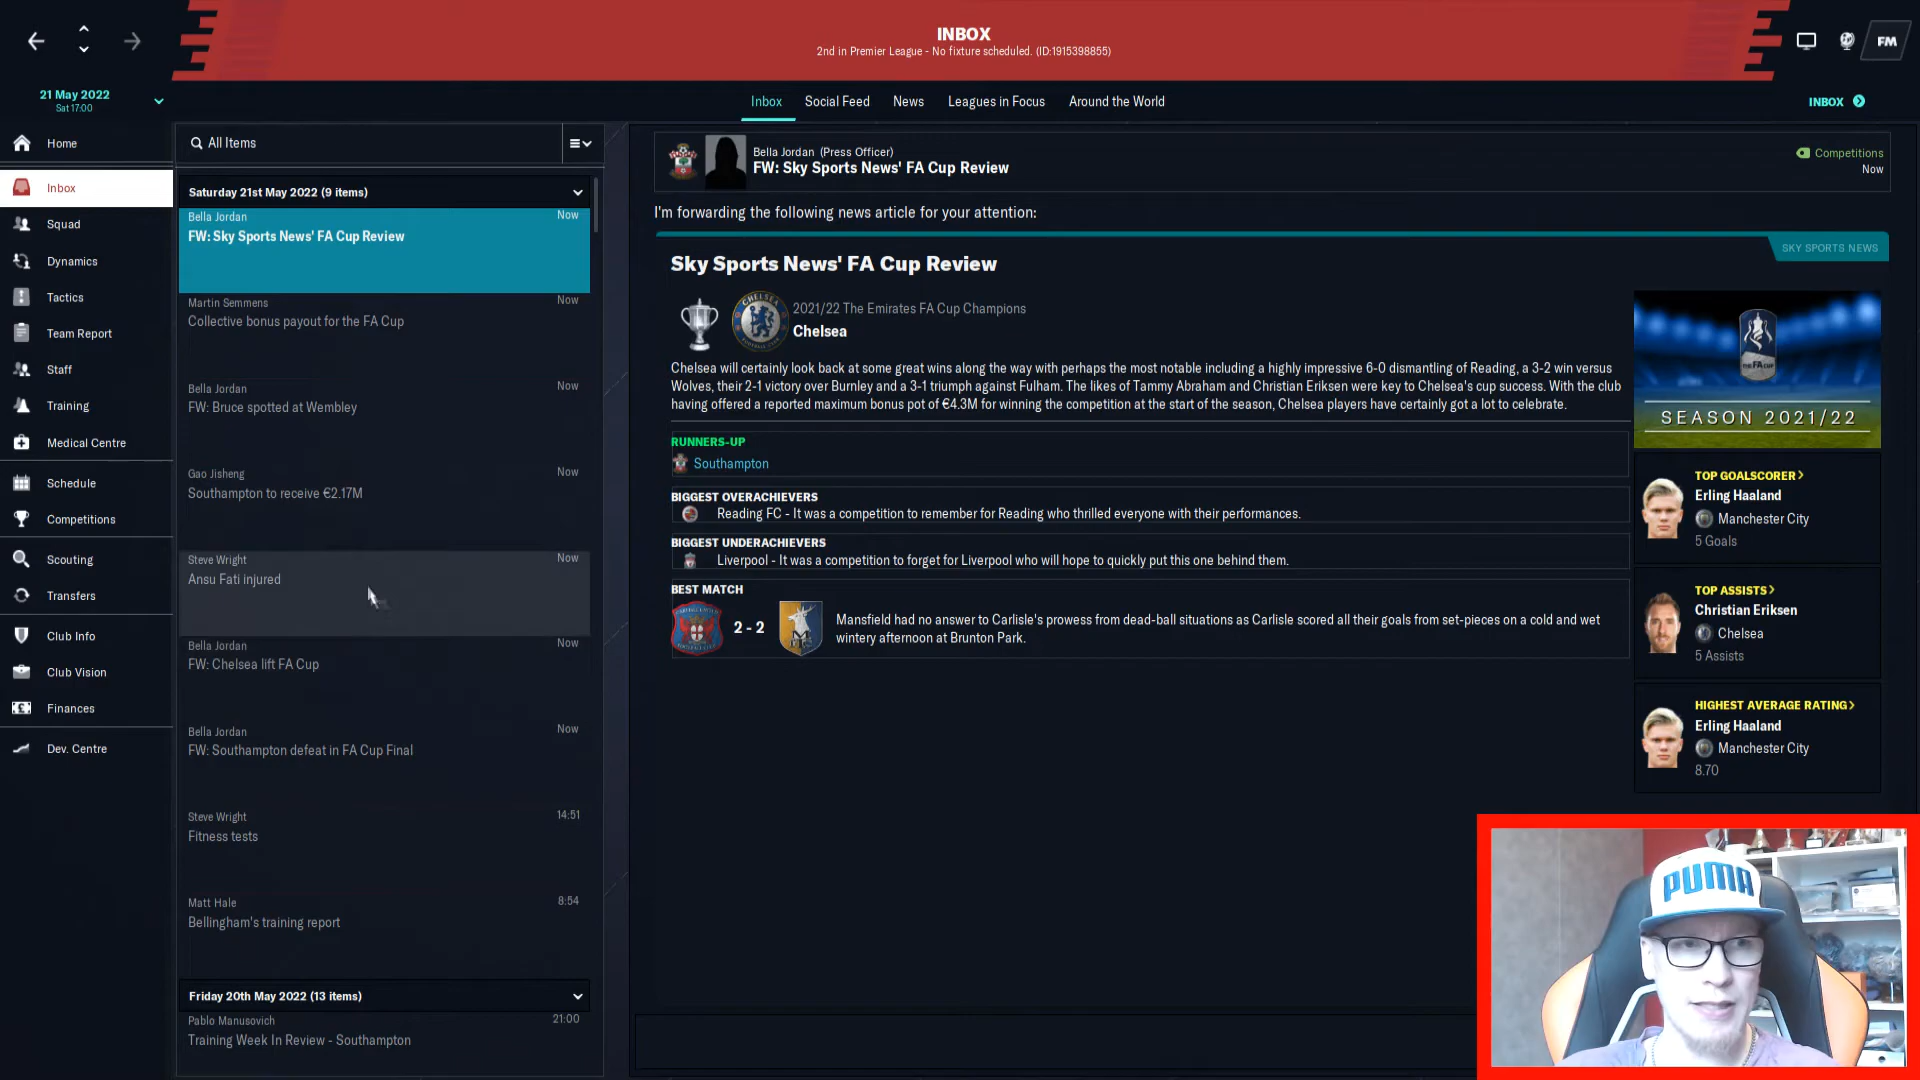 INBOX
2nd in Premier League - No fixture scheduled. (ID:1915398855)
FM
21 May 2022
Sat 17:00
Inbox
Social Feed
News
Leagues in Focus
Around the World
INBOX
Home
Inbox
Squad
Dynamics
Tactics
Team Report
Staff
Training
Medical Centre
Schedule
Competitions
Scouting
Transfers
Club Info
Club Vision
Finances
Dev. Centre
All Items
Saturday 21st May 2022 (9 items)
Bella Jordan Now
FW: Sky Sports News' FA Cup Review
Martin Semmens Now
Collective bonus payout for the FA Cup
Bella Jordan Now
FW: Bruce spotted at Wembley
Gao Jisheng Now
Southampton to receive €2.17M
Steve Wright Now
Ansu Fati injured
Bella Jordan Now
FW: Chelsea lift FA Cup
Bella Jordan Now
FW: Southampton defeat in FA Cup Final
Steve Wright 14:51
Fitness tests
Matt Hale 8:54
Bellingham's training report
Friday 20th May 2022 (13 items)
Pablo Manusovich 21:00
Training Week In Review - Southampton
Bella Jordan (Press Officer)
FW: Sky Sports News' FA Cup Review
Competitions
Now
I'm forwarding the following news article for your attention:
SKY SPORTS NEWS
Sky Sports News' FA Cup Review
2021/22 The Emirates FA Cup Champions
Chelsea
Chelsea will certainly look back at some great wins along the way with perhaps the most notable including a highly impressive 6-0 dismantling of Reading, a 3-2 win versus
Wolves, their 2-1 victory over Burnley and a 3-1 triumph against Fulham. The likes of Tammy Abraham and Christian Eriksen were key to Chelsea's cup success. With the club
having offered a reported maximum bonus pot of €4.3M for winning the competition at the start of the season, Chelsea players have certainly got a lot to celebrate.
RUNNERS-UP
Southampton
BIGGEST OVERACHIEVERS
Reading FC - It was a competition to remember for Reading who thrilled everyone with their performances.
BIGGEST UNDERACHIEVERS
Liverpool - It was a competition to forget for Liverpool who will hope to quickly put this one behind them.
BEST MATCH
2 - 2
Mansfield had no answer to Carlisle's prowess from dead-ball situations as Carlisle scored all their goals from set-pieces on a cold and wet
wintery afternoon at Brunton Park.
THE FA CUP
SEASON 2021/22
TOP GOALSCORER
Erling Haaland
Manchester City
5 Goals
TOP ASSISTS
Christian Eriksen
Chelsea
5 Assists
HIGHEST AVERAGE RATING
Erling Haaland
Manchester City
8.70
PUMA